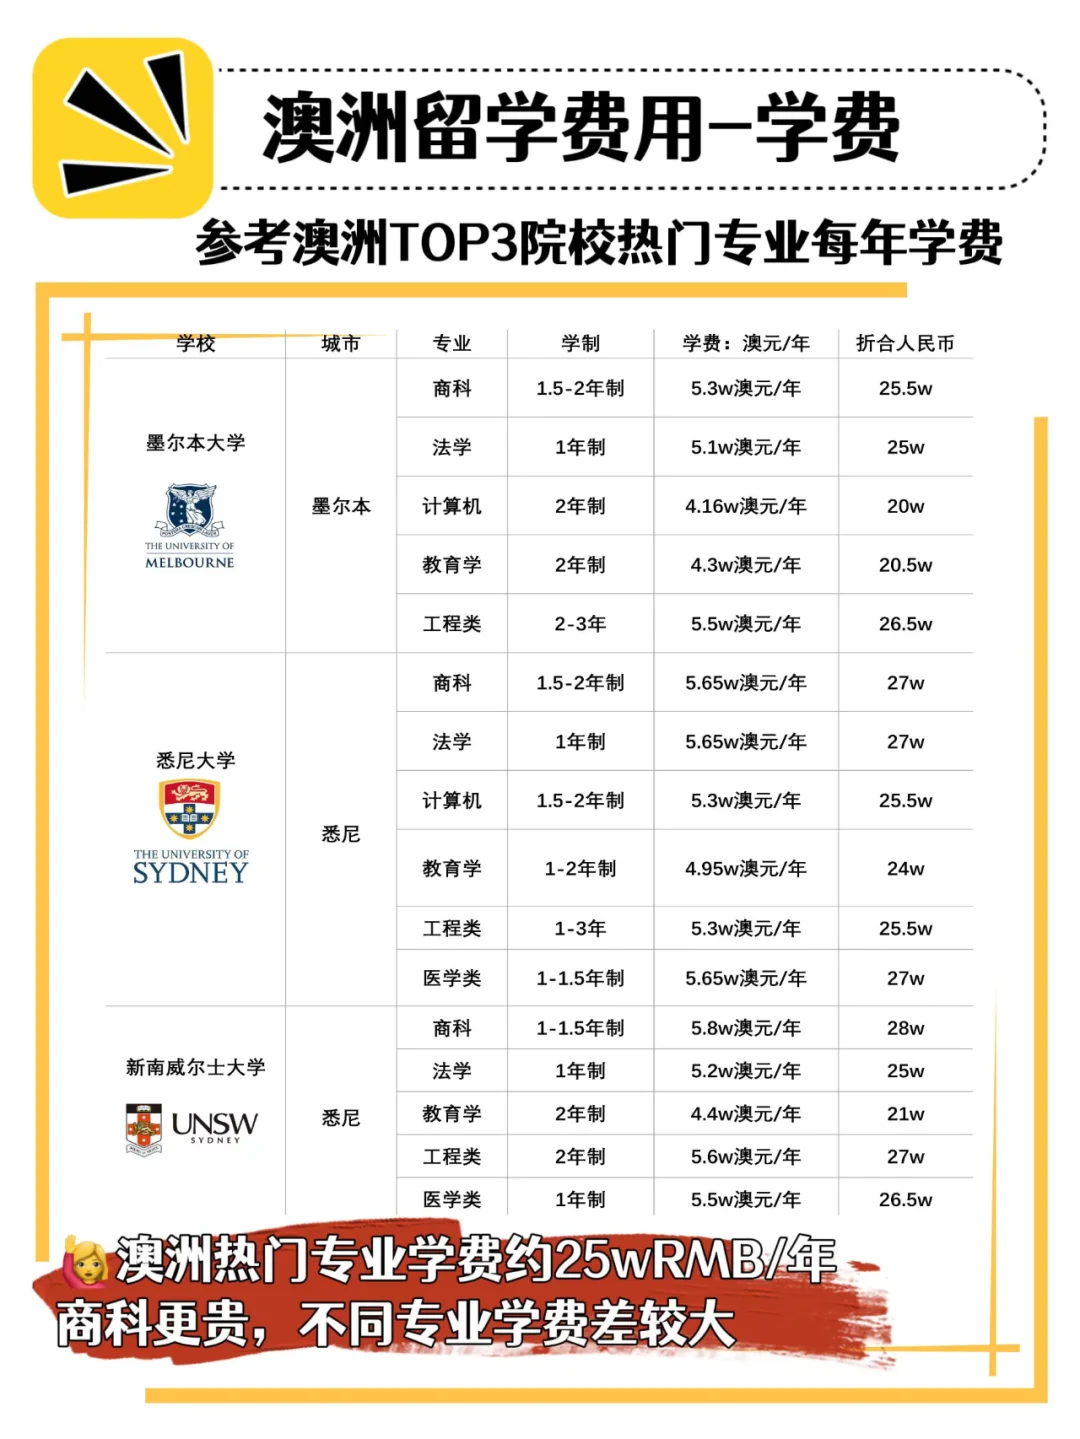 澳洲留学费用-学费
参考澳洲TOP3院校热门专业每年学费
学校 城市 专业 学制 学费：澳元/年 折合人民币
墨尔本大学
THE UNIVERSITY OF
MELBOURNE
墨尔本
商科 1.5-2年制 5.3w澳元/年 25.5w
法学 1年制 5.1w澳元/年 25w
计算机 2年制 4.16w澳元/年 20w
教育学 2年制 4.3w澳元/年 20.5w
工程类 2-3年 5.5w澳元/年 26.5w
悉尼大学
THE UNIVERSITY OF
SYDNEY
悉尼
商科 1.5-2年制 5.65w澳元/年 27w
法学 1年制 5.65w澳元/年 27w
计算机 1.5-2年制 5.3w澳元/年 25.5w
教育学 1-2年制 4.95w澳元/年 24w
工程类 1-3年 5.3w澳元/年 25.5w
医学类 1-1.5年制 5.65w澳元/年 27w
新南威尔士大学
UNSW
SYDNEY
悉尼
商科 1-1.5年制 5.8w澳元/年 28w
法学 1年制 5.2w澳元/年 25w
教育学 2年制 4.4w澳元/年 21w
工程类 2年制 5.6w澳元/年 27w
医学类 1年制 5.5w澳元/年 26.5w
澳洲热门专业学费约25wRMB/年
商科更贵，不同专业学费差较大